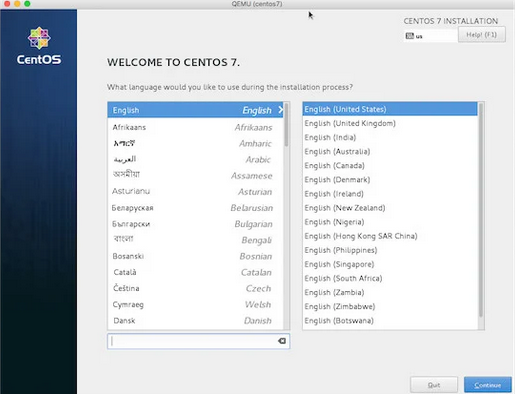 QEMU (centos7)
CentOS
CENTOS 7 INSTALLATION
us
Help! (F1)
WELCOME TO CENTOS 7.
What language would you like to use during the installation process?
English English
Afrikaans Afrikaans
አማርኛ Amharic
العربية Arabic
অসমীয়া Assamese
Asturianu Asturian
Беларуская Belarusian
Български Bulgarian
বাংলা Bengali
Bosanski Bosnian
Català Catalan
Čeština Czech
Cymraeg Welsh
Dansk Danish
English (United States)
English (United Kingdom)
English (India)
English (Australia)
English (Canada)
English (Denmark)
English (Ireland)
English (New Zealand)
English (Nigeria)
English (Hong Kong SAR China)
English (Philippines)
English (Singapore)
English (South Africa)
English (Zambia)
English (Zimbabwe)
English (Botswana)
Quit
Continue